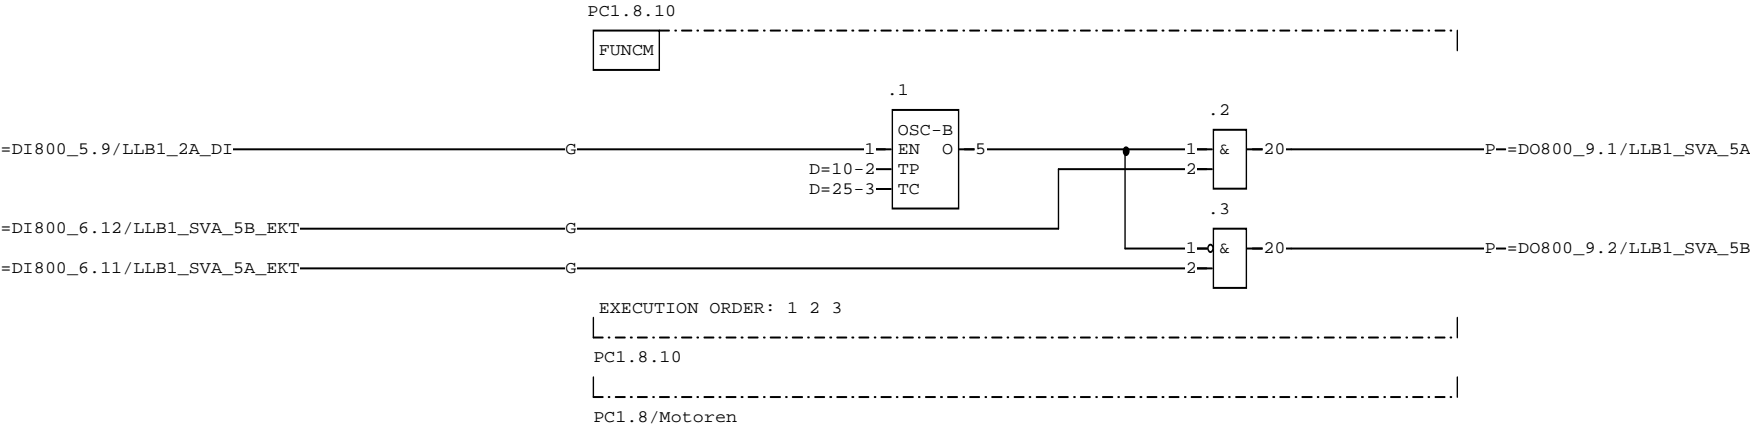 PC1.8.10
FUNCM
.1
.2
OSC-B
=DI800_5.9/LLB1_2A_DI G 1 EN O 5 1 & 20 P =DO800_9.1/LLB1_SVA_5A
D=10-2 TP 2
D=25-3 TC
.3
=DI800_6.12/LLB1_SVA_5B_EKT G
1 & 20 P =DO800_9.2/LLB1_SVA_5B
=DI800_6.11/LLB1_SVA_5A_EKT G 2
EXECUTION ORDER: 1 2 3
PC1.8.10
PC1.8/Motoren